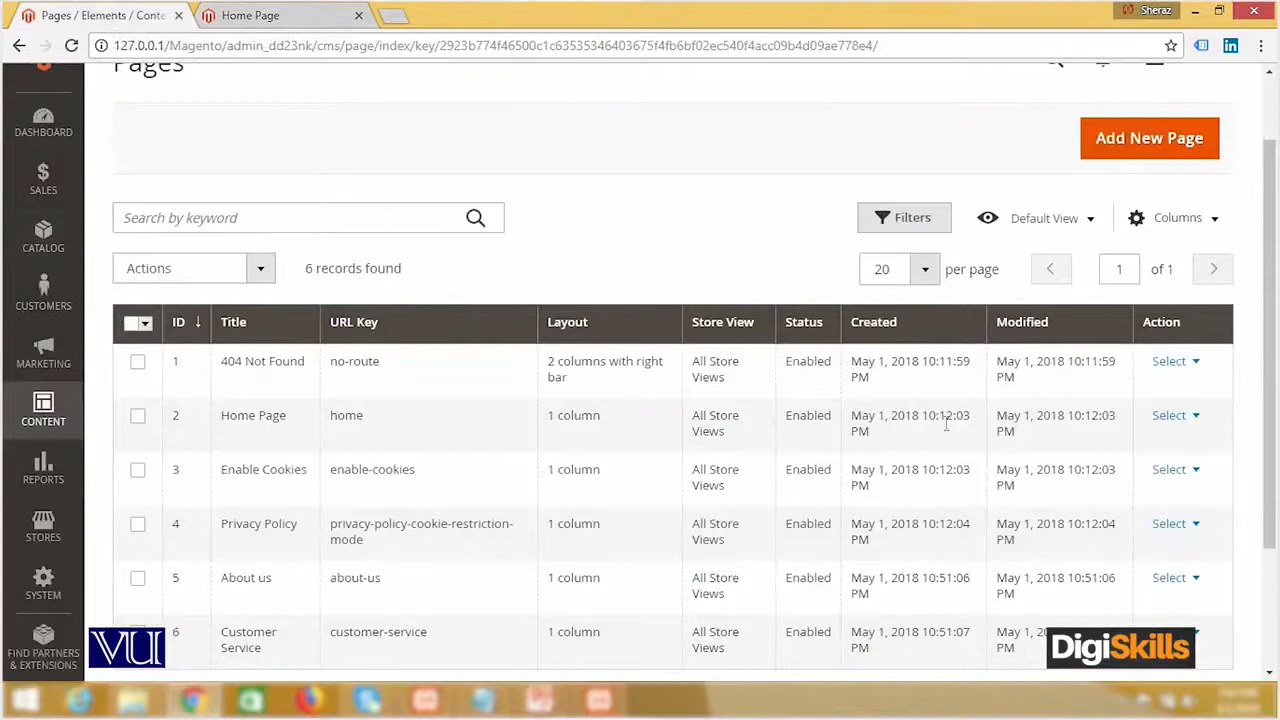 Pages / Elements / Conte
Home Page
Sheraz
127.0.0.1/Magento/admin_dd23nk/cms/page/index/key/2923b774f46500c1c63535346403675f4fb6bf02ec540f4acc09b4d09ae778e4/
Pages
DASHBOARD
SALES
CATALOG
CUSTOMERS
MARKETING
CONTENT
REPORTS
STORES
SYSTEM
FIND PARTNERS
& EXTENSIONS
Add New Page
Search by keyword
Filters
Default View
Columns
Actions
6 records found
20 per page
1 of 1
ID Title URL Key Layout Store View Status Created Modified Action
1 404 Not Found no-route 2 columns with right All Store Enabled May 1, 2018 10:11:59 May 1, 2018 10:11:59 Select
bar Views PM PM
2 Home Page home 1 column All Store Enabled May 1, 2018 10:12:03 May 1, 2018 10:12:03 Select
Views PM PM
3 Enable Cookies enable-cookies 1 column All Store Enabled May 1, 2018 10:12:03 May 1, 2018 10:12:03 Select
Views PM PM
4 Privacy Policy privacy-policy-cookie-restriction- 1 column All Store Enabled May 1, 2018 10:12:04 May 1, 2018 10:12:04 Select
mode Views PM PM
5 About us about-us 1 column All Store Enabled May 1, 2018 10:51:06 May 1, 2018 10:51:06 Select
Views PM PM
6 Customer customer-service 1 column All Store Enabled May 1, 2018 10:51:07 May 1, 20
Service Views PM PM
VU
DigiSkills